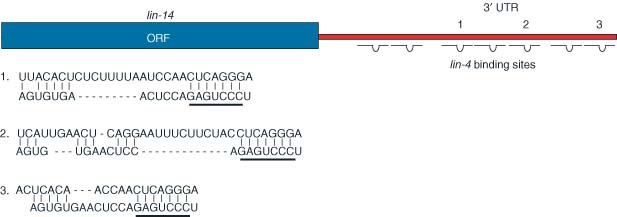 lin-14
3′ UTR
ORF
1 2 3
lin-4 binding sites
1. UUACACUCUCUUUUAAUCCAACUCAGGGA
AGUGUGA - - - - - - - - - ACUCCAGAGUCCCU
2. UCAUUGAACU - CAGGAAUUUCUUCUACCUCAGGGA
AGUG - - - UGAACUCC - - - - - - - - - - - - - AGAGUCCCU
3. ACUCACA - - - ACCAACUCAGGGA
AGUGUGAACUCCAGAGUCCCU